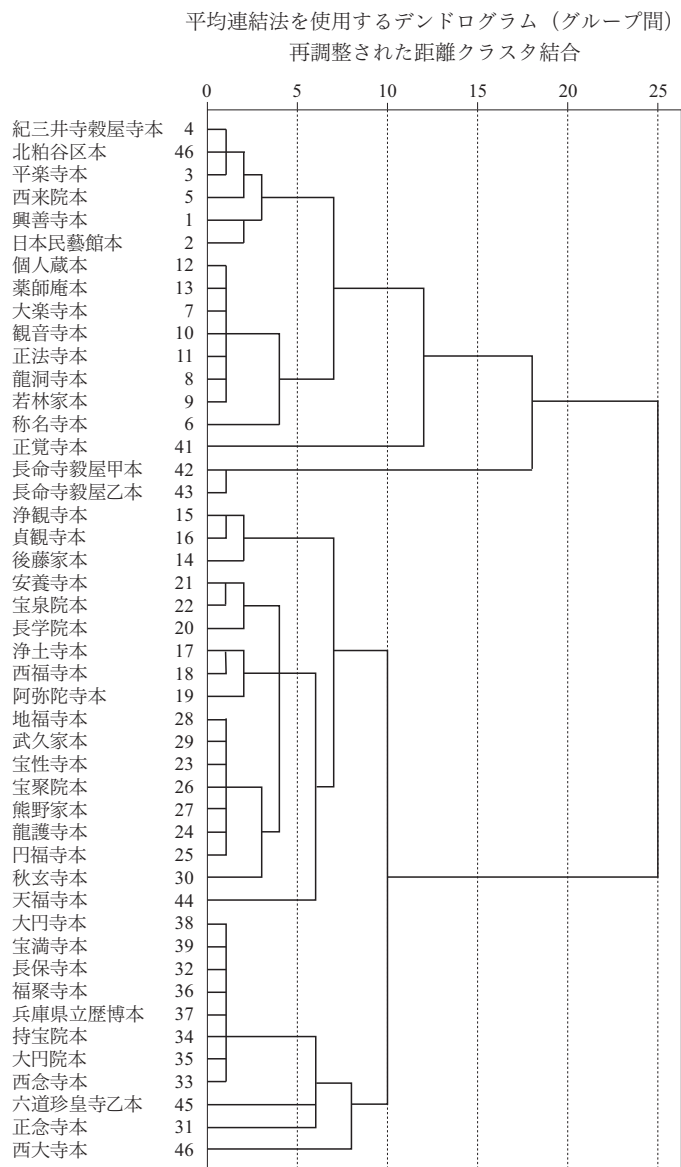 平均連結法を使用するデンドログラム（グループ間）
再調整された距離クラスタ結合
0 5 10 15 20 25
紀三井寺穀屋寺本 4
北粕谷区本 46
平楽寺本 3
西来院本 5
興善寺本 1
日本民藝館本 2
個人蔵本 12
薬師庵本 13
大楽寺本 7
観音寺本 10
正法寺本 11
龍洞寺本 8
若林家本 9
称名寺本 6
正覚寺本 41
長命寺穀屋甲本 42
長命寺穀屋乙本 43
浄観寺本 15
貞観寺本 16
後藤家本 14
安養寺本 21
宝泉院本 22
長学院本 20
浄土寺本 17
西福寺本 18
阿弥陀寺本 19
地福寺本 28
武久家本 29
宝性寺本 23
宝聚院本 26
熊野家本 27
龍護寺本 24
円福寺本 25
秋玄寺本 30
天福寺本 44
大円寺本 38
宝満寺本 39
長保寺本 32
福聚寺本 36
兵庫県立歴博本 37
持宝院本 34
大円院本 35
西念寺本 33
六道珍皇寺乙本 45
正念寺本 31
西大寺本 46